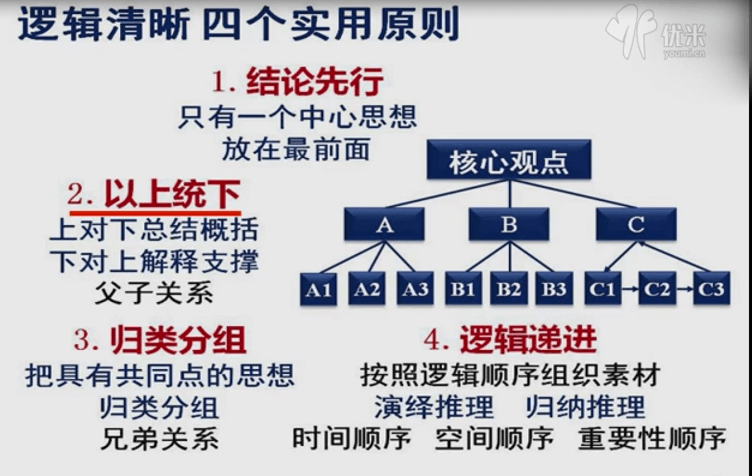 逻辑清晰 四个实用原则
优米
youmi.cn
1. 结论先行
只有一个中心思想
放在最前面
核心观点
2. 以上统下
上对下总结概括
下对上解释支撑
父子关系
A B C
A1 A2 A3 B1 B2 B3 C1 C2 C3
3. 归类分组
把具有共同点的思想
归类分组
兄弟关系
4. 逻辑递进
按照逻辑顺序组织素材
演绎推理 归纳推理
时间顺序 空间顺序 重要性顺序